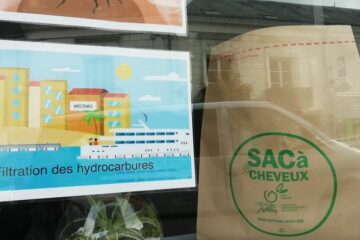 MÉCÈNES
filtration des hydrocarbures
SACà
CHEVEUX